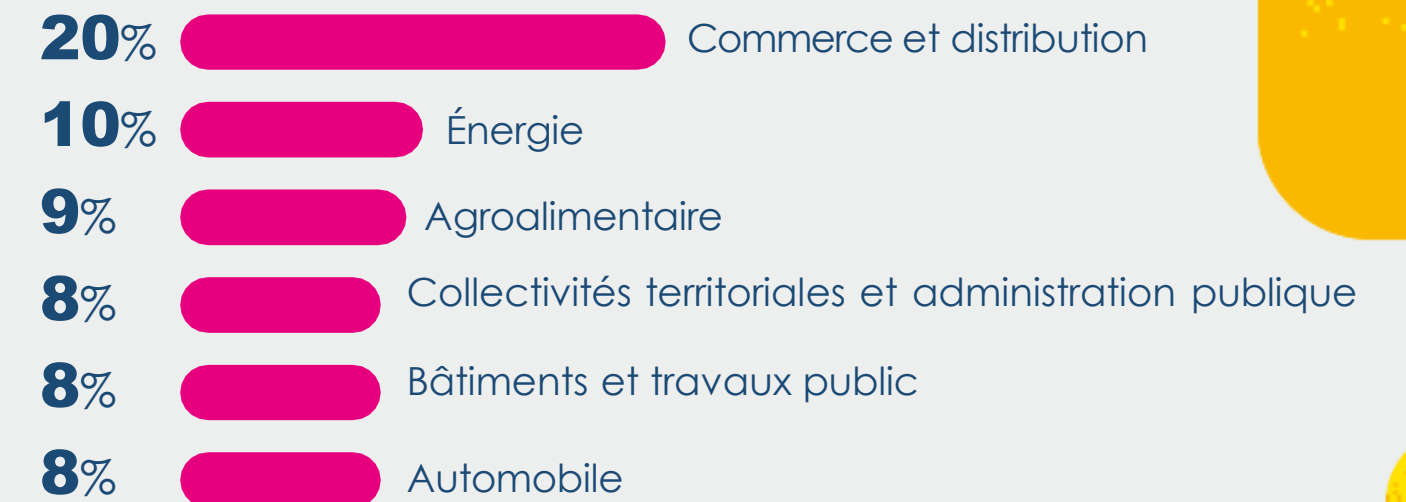 20% Commerce et distribution
10% Énergie
9% Agroalimentaire
8% Collectivités territoriales et administration publique
8% Bâtiments et travaux public
8% Automobile